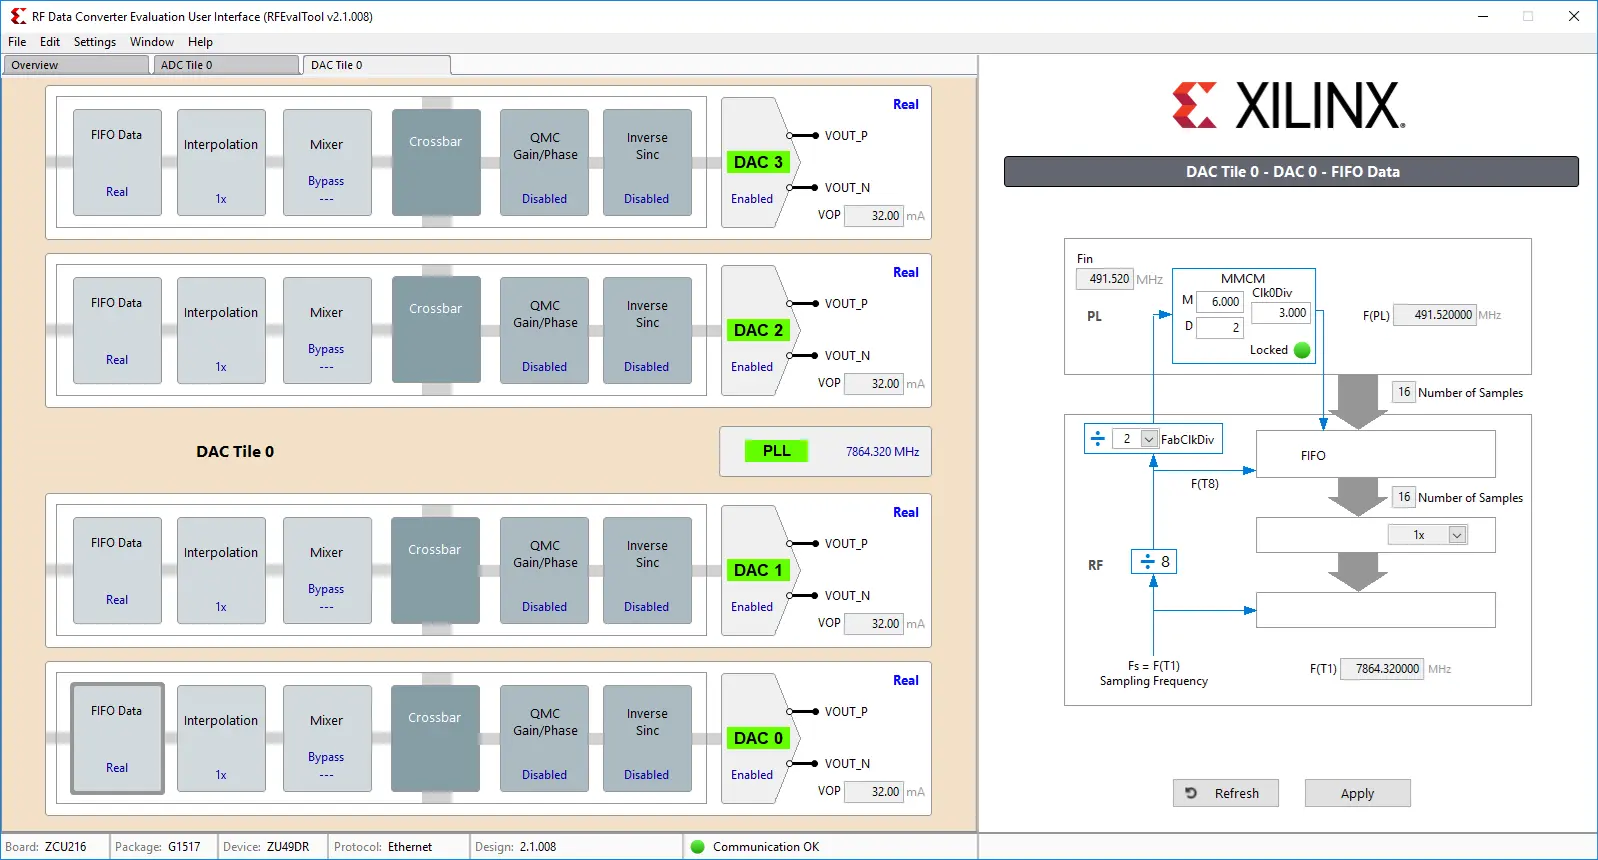 RF Data Converter Evaluation User Interface (RFEvalTool v2.1.008)
File Edit Settings Window Help
Overview ADC Tile 0 DAC Tile 0
Real
FIFO Data Interpolation Mixer Crossbar QMC Gain/Phase Inverse Sinc VOUT_P
DAC 3
Real 1x Bypass --- Disabled Disabled Enabled VOUT_N
VOP 32.00 mA
Real
FIFO Data Interpolation Mixer Crossbar QMC Gain/Phase Inverse Sinc VOUT_P
DAC 2
Real 1x Bypass --- Disabled Disabled Enabled VOUT_N
VOP 32.00 mA
DAC Tile 0 PLL 7864.320 MHz
Real
FIFO Data Interpolation Mixer Crossbar QMC Gain/Phase Inverse Sinc VOUT_P
DAC 1
Real 1x Bypass --- Disabled Disabled Enabled VOUT_N
VOP 32.00 mA
Real
FIFO Data Interpolation Mixer Crossbar QMC Gain/Phase Inverse Sinc VOUT_P
DAC 0
Real 1x Bypass --- Disabled Disabled Enabled VOUT_N
VOP 32.00 mA
XILINX
DAC Tile 0 - DAC 0 - FIFO Data
Fin
491.520 MHz
MMCM
M 6.000 Clk0Div
D 2 3.000
Locked
PL
F(PL) 491.520000 MHz
16 Number of Samples
÷ 2 FabClkDiv
FIFO
F(T8)
16 Number of Samples
1x
RF
÷ 8
Fs = F(T1)
Sampling Frequency
F(T1) 7864.320000 MHz
Refresh Apply
Board: ZCU216 Package: G1517 Device: ZU49DR Protocol: Ethernet Design: 2.1.008 Communication OK